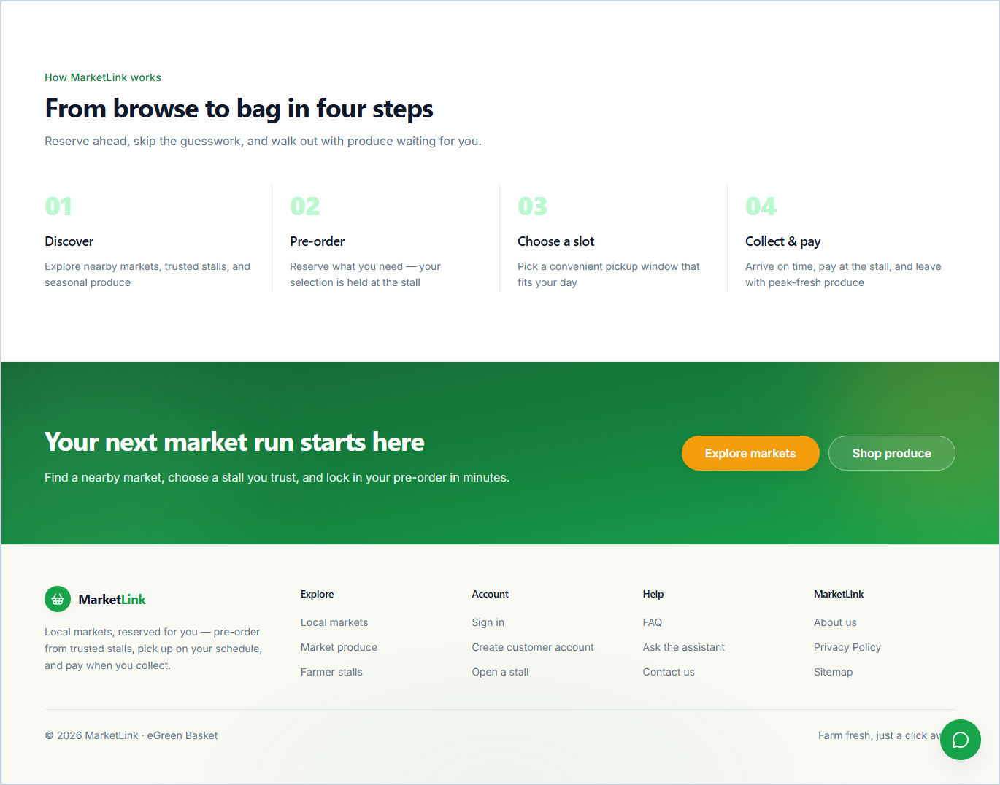 How MarketLink works
From browse to bag in four steps
Reserve ahead, skip the guesswork, and walk out with produce waiting for you.
01
Discover
Explore nearby markets, trusted stalls, and
seasonal produce
02
Pre-order
Reserve what you need — your
selection is held at the stall
03
Choose a slot
Pick a convenient pickup window that
fits your day
04
Collect & pay
Arrive on time, pay at the stall, and leave
with peak-fresh produce
Your next market run starts here
Find a nearby market, choose a stall you trust, and lock in your pre-order in minutes.
Explore markets
Shop produce
MarketLink
Local markets, reserved for you — pre-order
from trusted stalls, pick up on your schedule,
and pay when you collect.
Explore
Local markets
Market produce
Farmer stalls
Account
Sign in
Create customer account
Open a stall
Help
FAQ
Ask the assistant
Contact us
MarketLink
About us
Privacy Policy
Sitemap
© 2026 MarketLink · eGreen Basket
Farm fresh, just a click